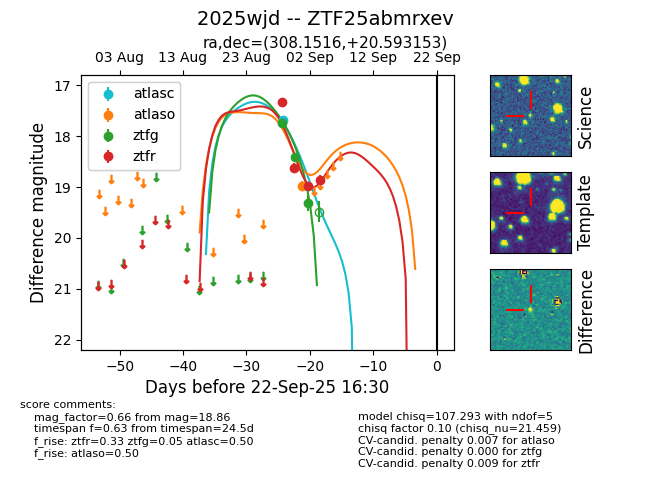 2025wjd -- ZTF25abmrxev
ra,dec=(308.1516,+20.593153)
03 Aug 13 Aug 23 Aug 02 Sep 12 Sep 22 Sep
atlasc
atlaso
ztfg
ztfr
17
18
19
20
21
22
Difference magnitude
−50 −40 −30 −20 −10 0
Days before 22-Sep-25 16:30
Science
Template
Difference
score comments:
mag_factor=0.66 from mag=18.86
timespan f=0.63 from timespan=24.5d
f_rise: ztfr=0.33 ztfg=0.05 atlasc=0.50
f_rise: atlaso=0.50
model chisq=107.293 with ndof=5
chisq factor 0.10 (chisq_nu=21.459)
CV-candid. penalty 0.007 for atlaso
CV-candid. penalty 0.000 for ztfg
CV-candid. penalty 0.009 for ztfr